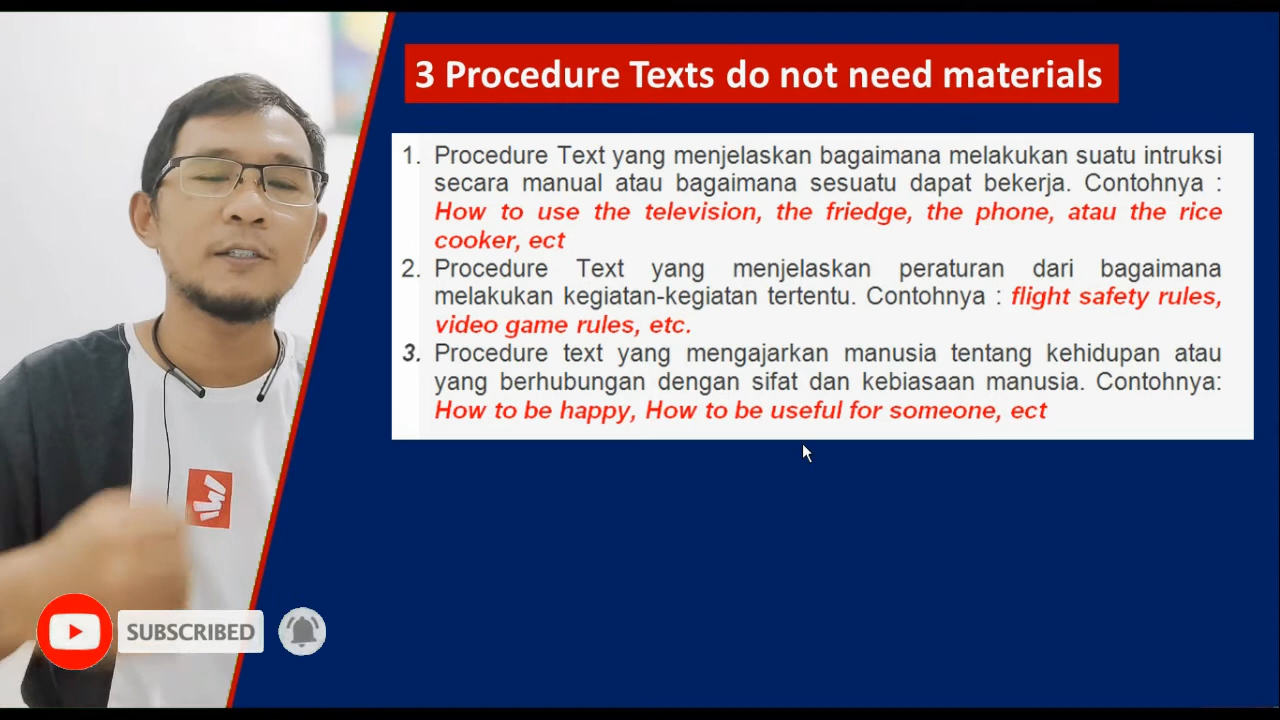 3 Procedure Texts do not need materials
1. Procedure Text yang menjelaskan bagaimana melakukan suatu intruksi
secara manual atau bagaimana sesuatu dapat bekerja. Contohnya :
How to use the television, the friedge, the phone, atau the rice
cooker, ect
2. Procedure Text yang menjelaskan peraturan dari bagaimana
melakukan kegiatan-kegiatan tertentu. Contohnya : flight safety rules,
video game rules, etc.
3. Procedure text yang mengajarkan manusia tentang kehidupan atau
yang berhubungan dengan sifat dan kebiasaan manusia. Contohnya:
How to be happy, How to be useful for someone, ect
SUBSCRIBED